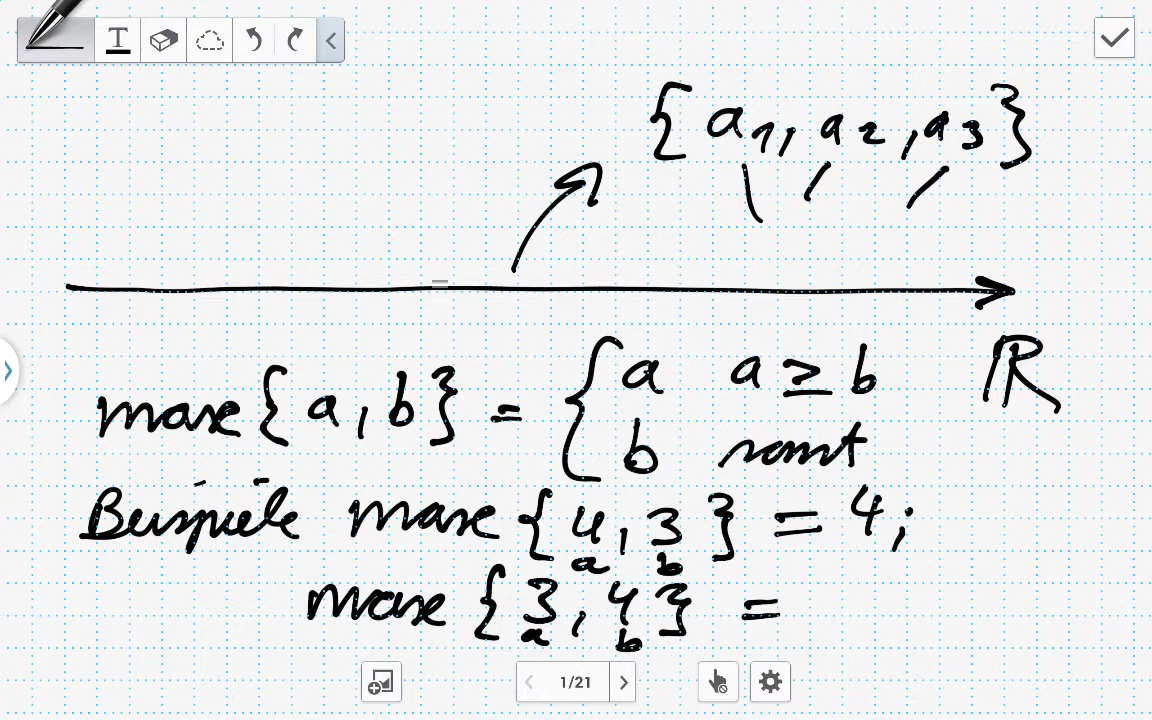 T
{ a1, a2, a3 }
ℝ
max{ a, b } = { a a ≥ b
b sonst
Beispiele max { 4, 3 } = 4;
a b
max { 3, 4 } =
a b
1/21